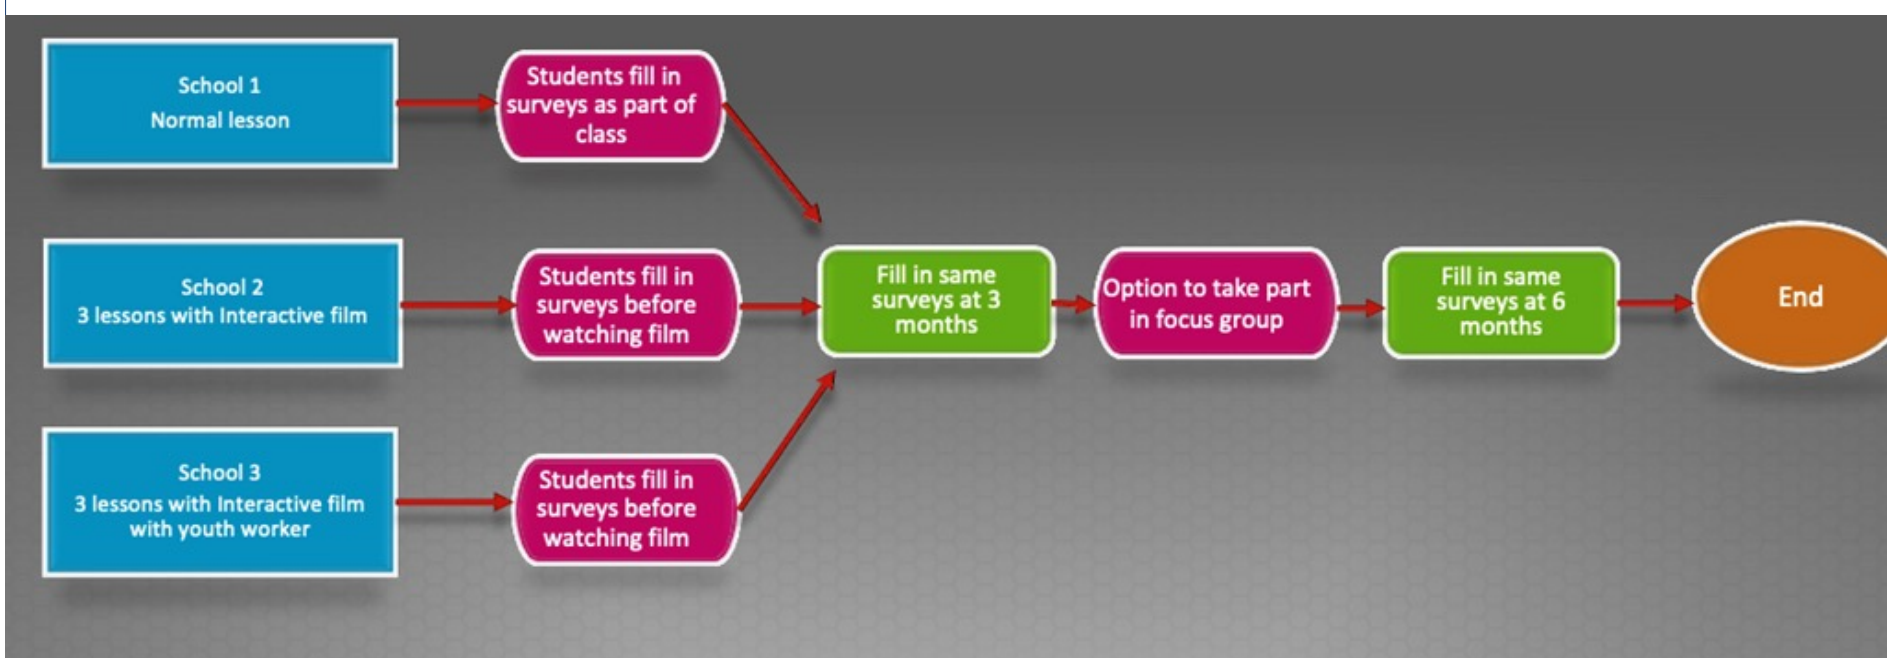 School 1
Normal lesson
Students fill in
surveys as part of
class
School 2
3 lessons with Interactive film
Students fill in
surveys before
watching film
School 3
3 lessons with Interactive film
with youth worker
Students fill in
surveys before
watching film
Fill in same
surveys at 3
months
Option to take part
in focus group
Fill in same
surveys at 6
months
End